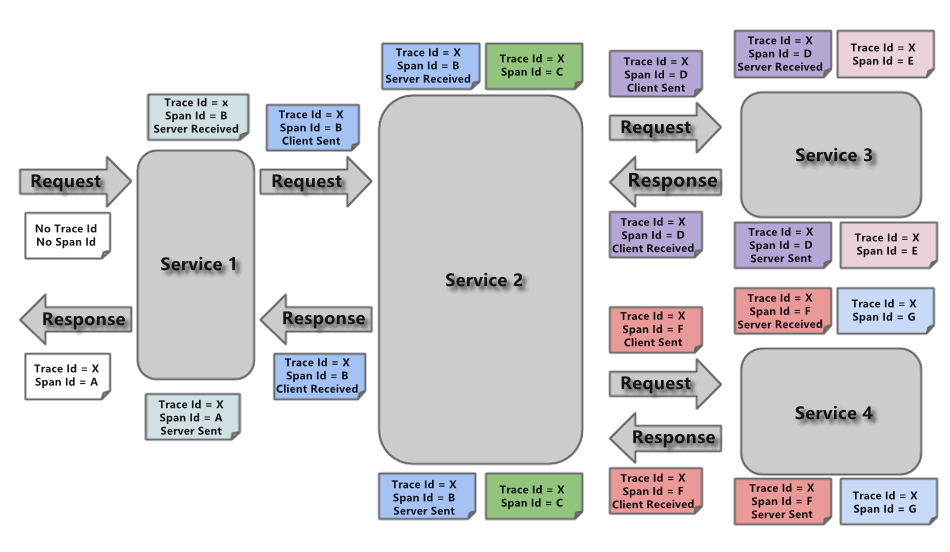 Trace Id = x
Span Id = B
Server Received
Request
No Trace Id
No Span Id
Service 1
Response
Trace Id = X
Span Id = A
Trace Id = X
Span Id = A
Server Sent
Trace Id = X
Span Id = B
Client Sent
Request
Response
Trace Id = X
Span Id = B
Client Received
Trace Id = X
Span Id = B
Server Received
Trace Id = X
Span Id = C
Service 2
Trace Id = X
Span Id = B
Server Sent
Trace Id = X
Span Id = C
Trace Id = X
Span Id = D
Client Sent
Request
Response
Trace Id = X
Span Id = D
Client Received
Trace Id = X
Span Id = D
Server Received
Trace Id = X
Span Id = E
Service 3
Trace Id = X
Span Id = D
Server Sent
Trace Id = X
Span Id = E
Trace Id = X
Span Id = F
Client Sent
Request
Response
Trace Id = X
Span Id = F
Client Received
Trace Id = X
Span Id = F
Server Received
Trace Id = X
Span Id = G
Service 4
Trace Id = X
Span Id = F
Server Sent
Trace Id = X
Span Id = G